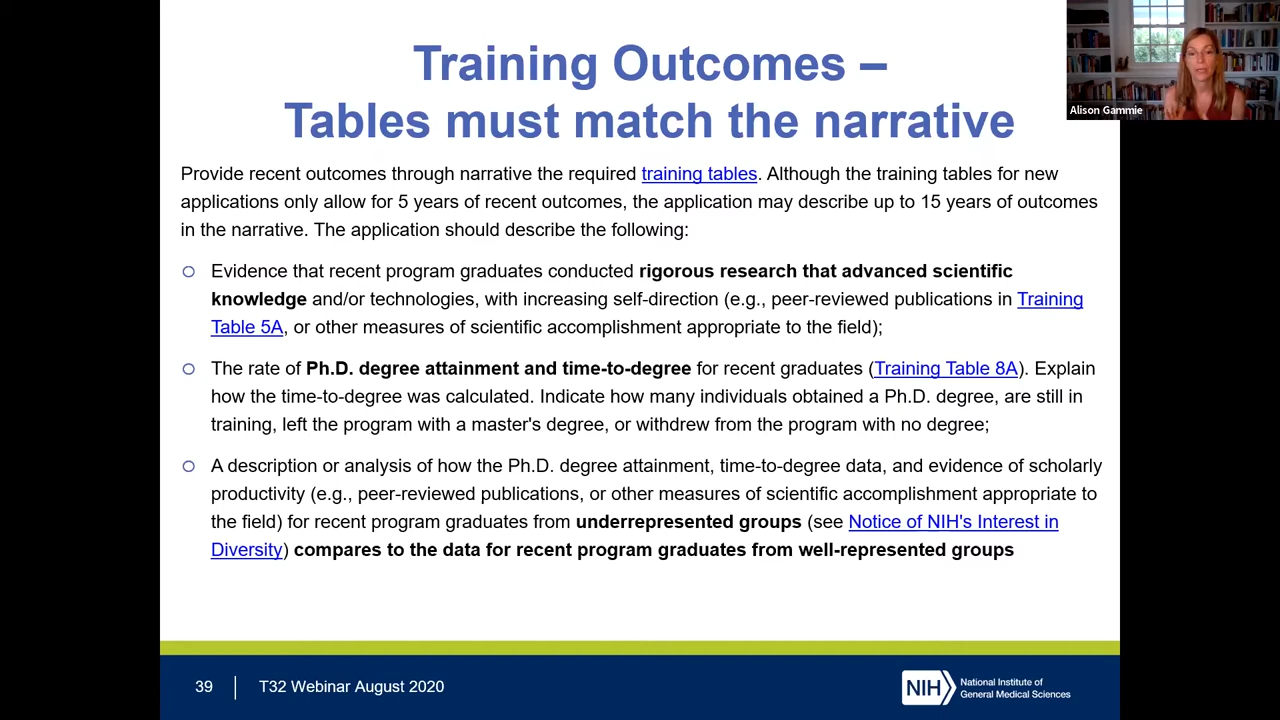 Training Outcomes –
Tables must match the narrative
Alison Gammie
Provide recent outcomes through narrative the required training tables. Although the training tables for new
applications only allow for 5 years of recent outcomes, the application may describe up to 15 years of outcomes
in the narrative. The application should describe the following:
Evidence that recent program graduates conducted rigorous research that advanced scientific
knowledge and/or technologies, with increasing self-direction (e.g., peer-reviewed publications in Training
Table 5A, or other measures of scientific accomplishment appropriate to the field);
The rate of Ph.D. degree attainment and time-to-degree for recent graduates (Training Table 8A). Explain
how the time-to-degree was calculated. Indicate how many individuals obtained a Ph.D. degree, are still in
training, left the program with a master's degree, or withdrew from the program with no degree;
A description or analysis of how the Ph.D. degree attainment, time-to-degree data, and evidence of scholarly
productivity (e.g., peer-reviewed publications, or other measures of scientific accomplishment appropriate to
the field) for recent program graduates from underrepresented groups (see Notice of NIH's Interest in
Diversity) compares to the data for recent program graduates from well-represented groups
39
T32 Webinar August 2020
NIH
National Institute of
General Medical Sciences